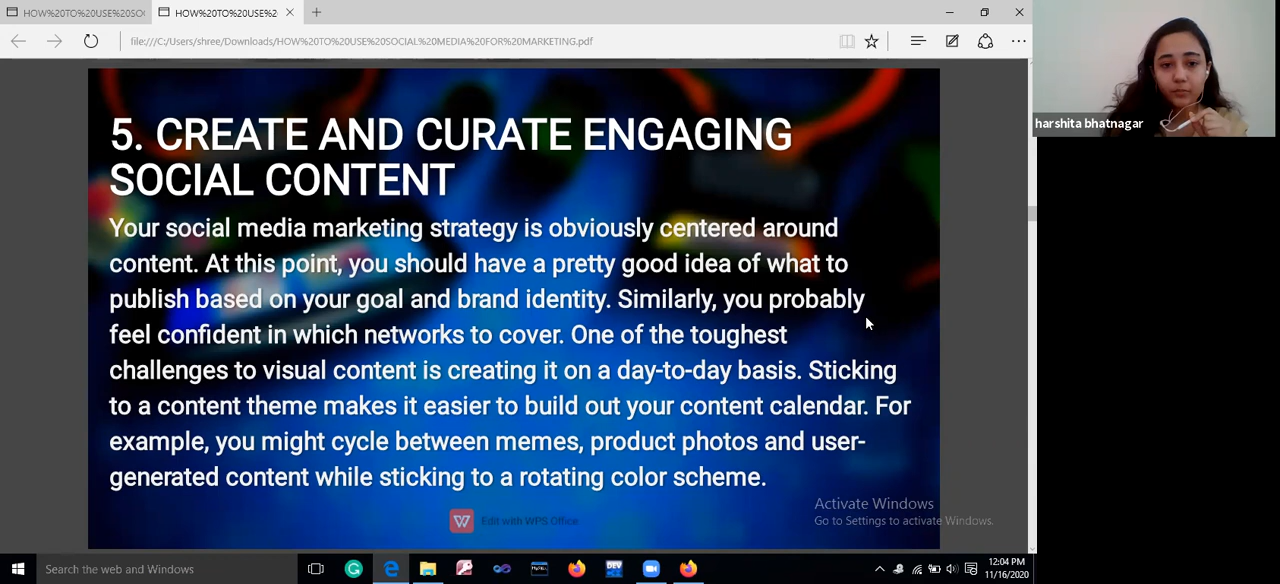 HOW%20TO%20USE%20SO
HOW%20TO%20USE%20
file:///C:/Users/shree/Downloads/HOW%20TO%20USE%20SOCIAL%20MEDIA%20FOR%20MARKETING.pdf
harshita bhatnagar
5. CREATE AND CURATE ENGAGING
SOCIAL CONTENT
Your social media marketing strategy is obviously centered around
content. At this point, you should have a pretty good idea of what to
publish based on your goal and brand identity. Similarly, you probably
feel confident in which networks to cover. One of the toughest
challenges to visual content is creating it on a day-to-day basis. Sticking
to a content theme makes it easier to build out your content calendar. For
example, you might cycle between memes, product photos and user-
generated content while sticking to a rotating color scheme.
Activate Windows
Go to Settings to activate Windows.
Edit with WPS Office
Search the web and Windows
DEV
12:04 PM
11/16/2020